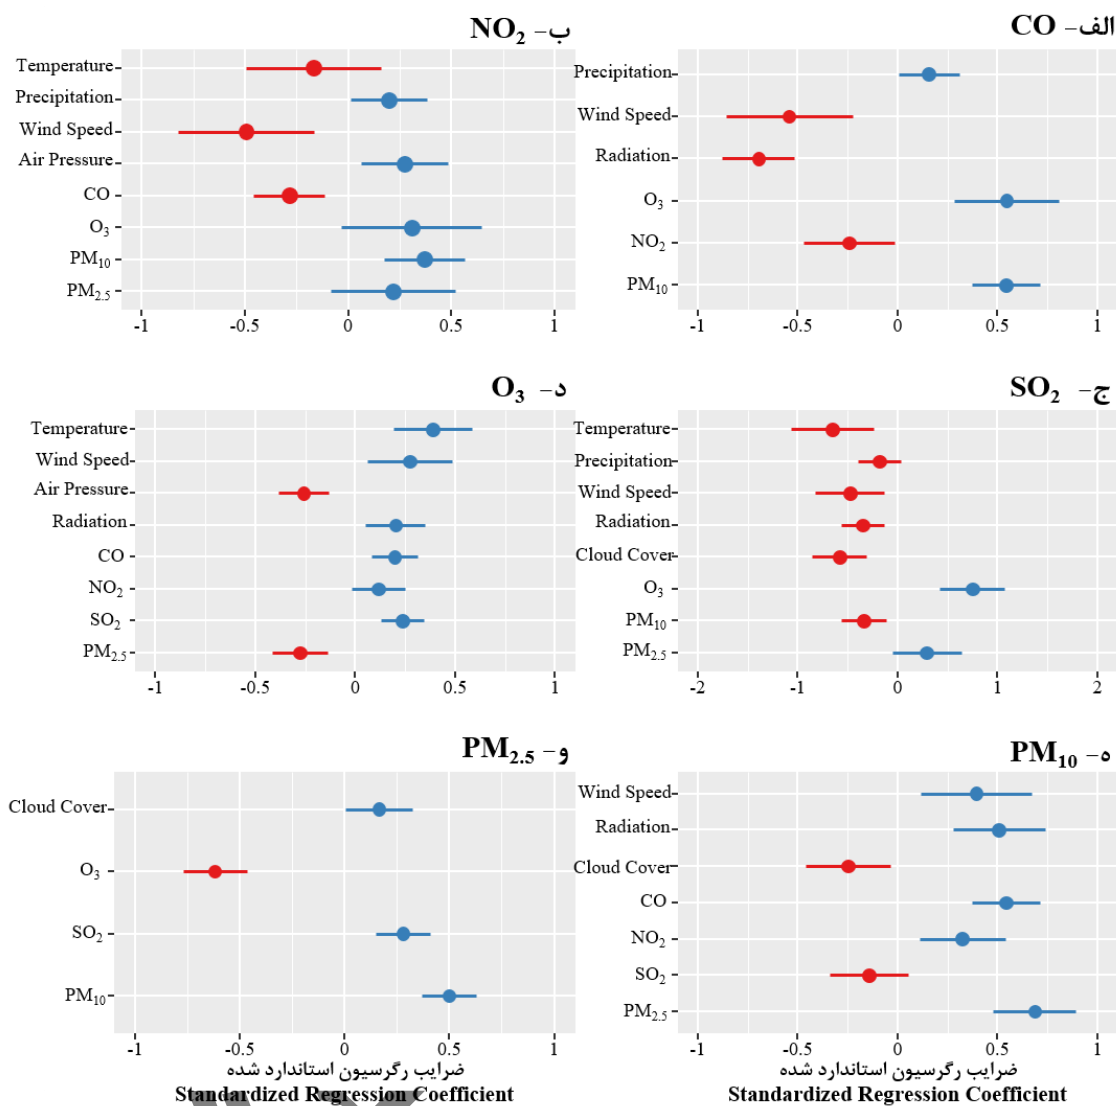 الف- CO
Precipitation
Wind Speed
Radiation
O₃
NO₂
PM₁₀
-1 -0.5 0 0.5 1
ب- NO₂
Temperature
Precipitation
Wind Speed
Air Pressure
CO
O₃
PM₁₀
PM₂.₅
-1 -0.5 0 0.5 1
ج- SO₂
Temperature
Precipitation
Wind Speed
Radiation
Cloud Cover
O₃
PM₁₀
PM₂.₅
-2 -1 0 1 2
د- O₃
Temperature
Wind Speed
Air Pressure
Radiation
CO
NO₂
SO₂
PM₂.₅
-1 -0.5 0 0.5 1
ه- PM₁₀
Wind Speed
Radiation
Cloud Cover
CO
NO₂
SO₂
PM₂.₅
-1 -0.5 0 0.5 1
ضرایب رگرسیون استاندارد شده
Standardized Regression Coefficient
و- PM₂.₅
Cloud Cover
O₃
SO₂
PM₁₀
-1 -0.5 0 0.5 1
ضرایب رگرسیون استاندارد شده
Standardized Regression Coefficient